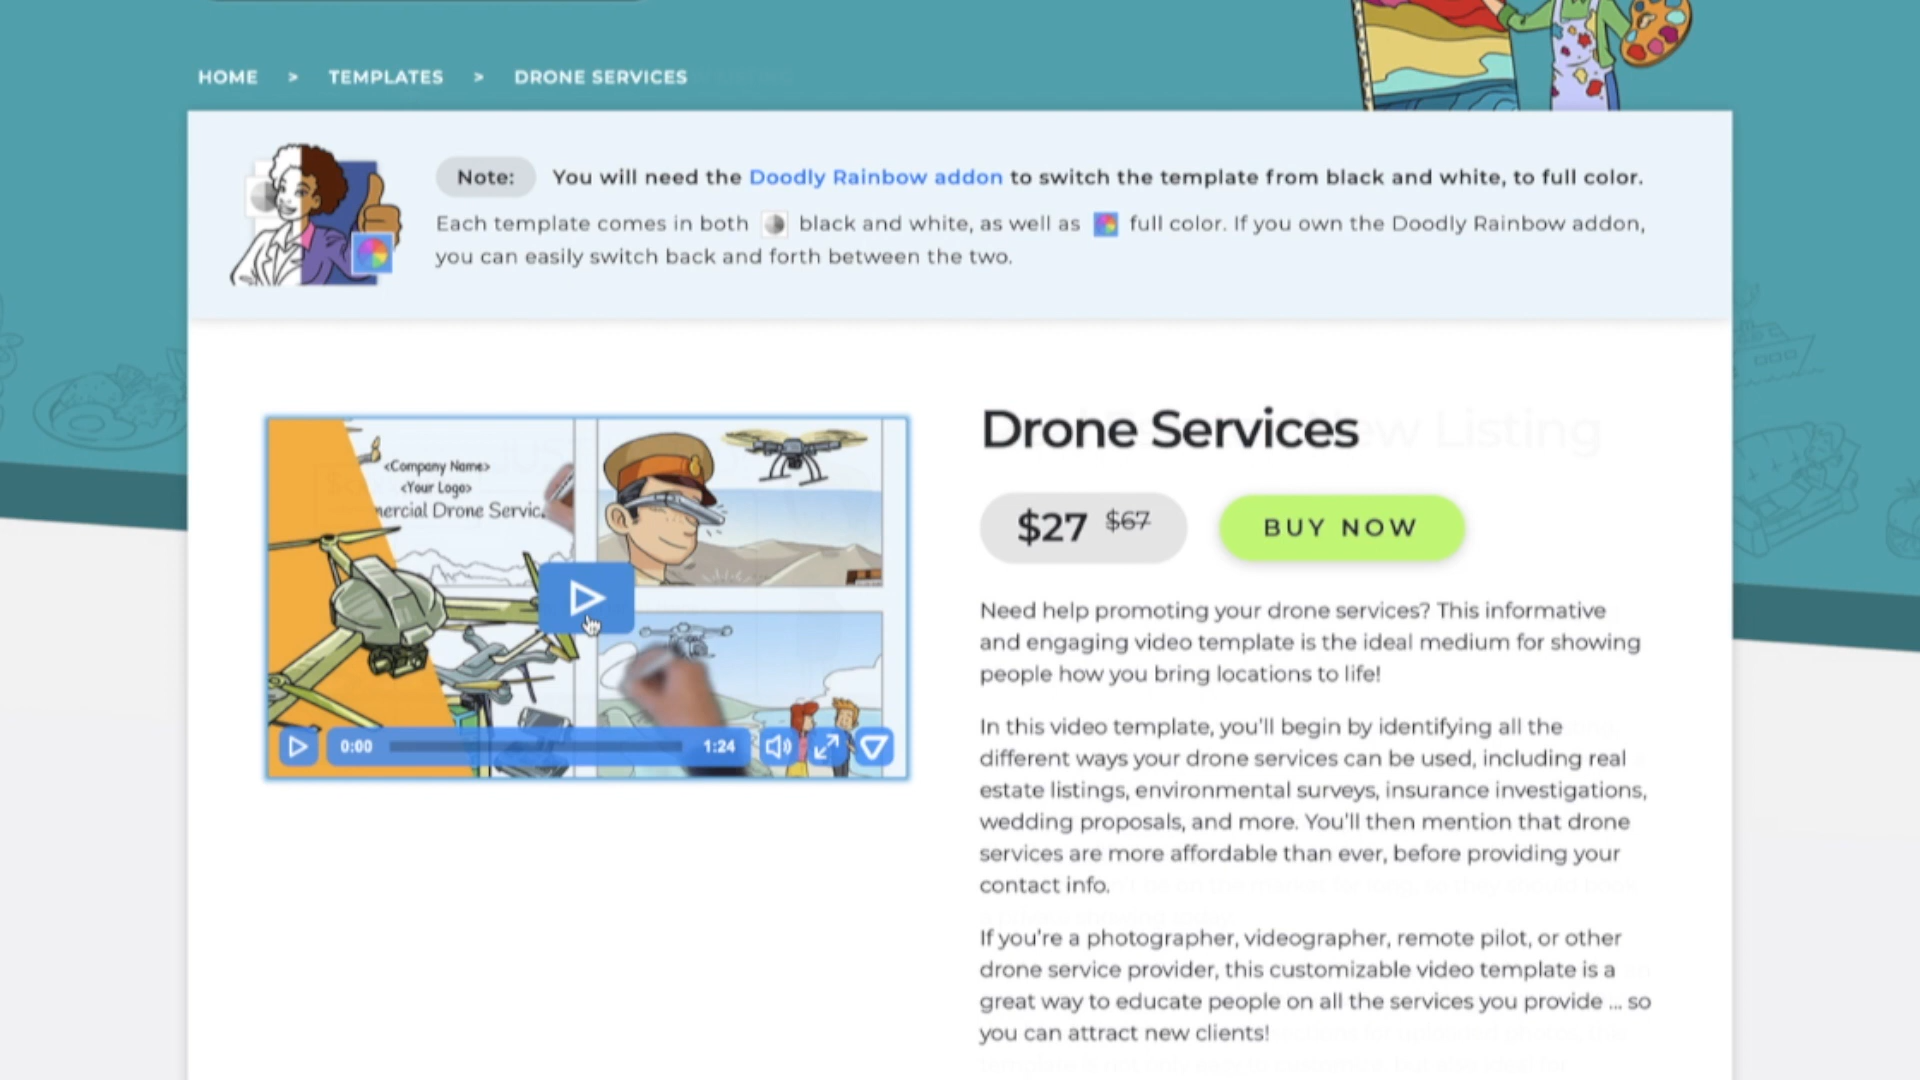 HOME > TEMPLATES > DRONE SERVICES
Note: You will need the Doodly Rainbow addon to switch the template from black and white, to full color.
Each template comes in both black and white, as well as full color. If you own the Doodly Rainbow addon,
you can easily switch back and forth between the two.
<Company Name>
<Your Logo>
mercial Drone Servic
0:00 1:24
Drone Services
ew Listing
$27 $67 BUY NOW
Need help promoting your drone services? This informative
and engaging video template is the ideal medium for showing
people how you bring locations to life!
In this video template, you'll begin by identifying all the
different ways your drone services can be used, including real
estate listings, environmental surveys, insurance investigations,
wedding proposals, and more. You'll then mention that drone
services are more affordable than ever, before providing your
contact info.
If you're a photographer, videographer, remote pilot, or other
drone service provider, this customizable video template is a
great way to educate people on all the services you provide ... so
you can attract new clients!